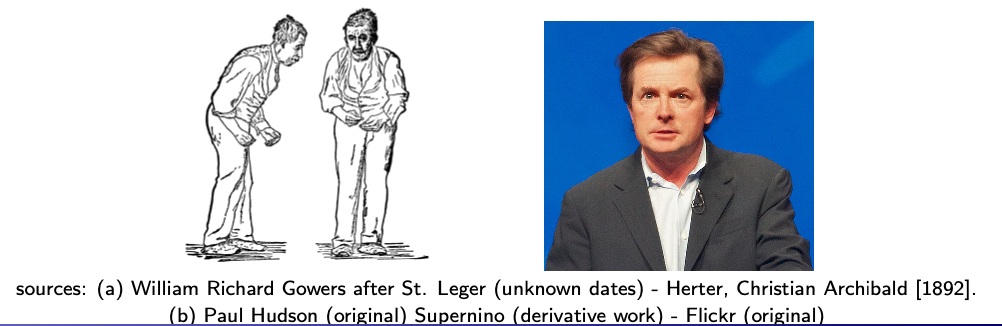 sources: (a) William Richard Gowers after St. Leger (unknown dates) - Herter, Christian Archibald [1892].
(b) Paul Hudson (original) Supernino (derivative work) - Flickr (original)